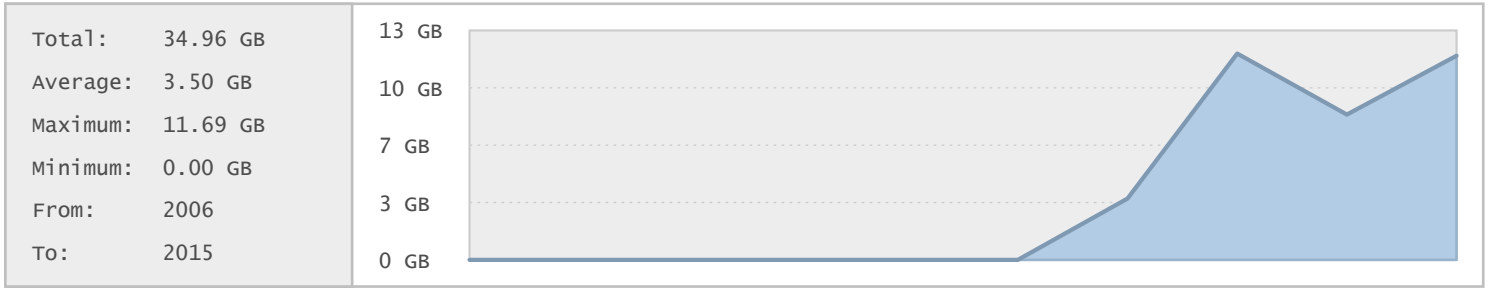 Total: 34.96 GB
Average: 3.50 GB
Maximum: 11.69 GB
Minimum: 0.00 GB
From: 2006
To: 2015
13 GB
10 GB
7 GB
3 GB
0 GB